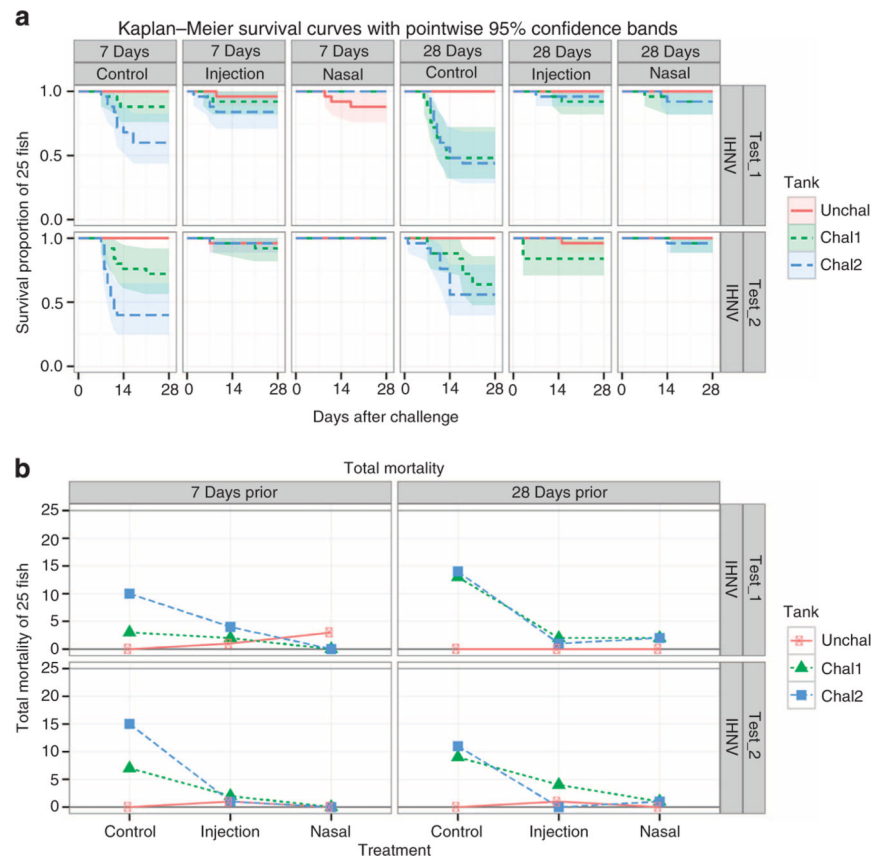 a
Kaplan–Meier survival curves with pointwise 95% confidence bands
7 Days 7 Days 7 Days 28 Days 28 Days 28 Days
Control Injection Nasal Control Injection Nasal
Survival proportion of 25 fish
1.0
0.5
0.0
IHNV
Test_1
1.0
0.5
0.0
IHNV
Test_2
0 14 28 0 14 28 0 14 28 0 14 28 0 14 28 0 14 28
Days after challenge
Tank
Unchal
Chal1
Chal2
b
Total mortality
7 Days prior 28 Days prior
Total mortality of 25 fish
25
20
15
10
5
0
IHNV
Test_1
25
20
15
10
5
0
IHNV
Test_2
Control Injection Nasal Control Injection Nasal
Treatment
Tank
Unchal
Chal1
Chal2